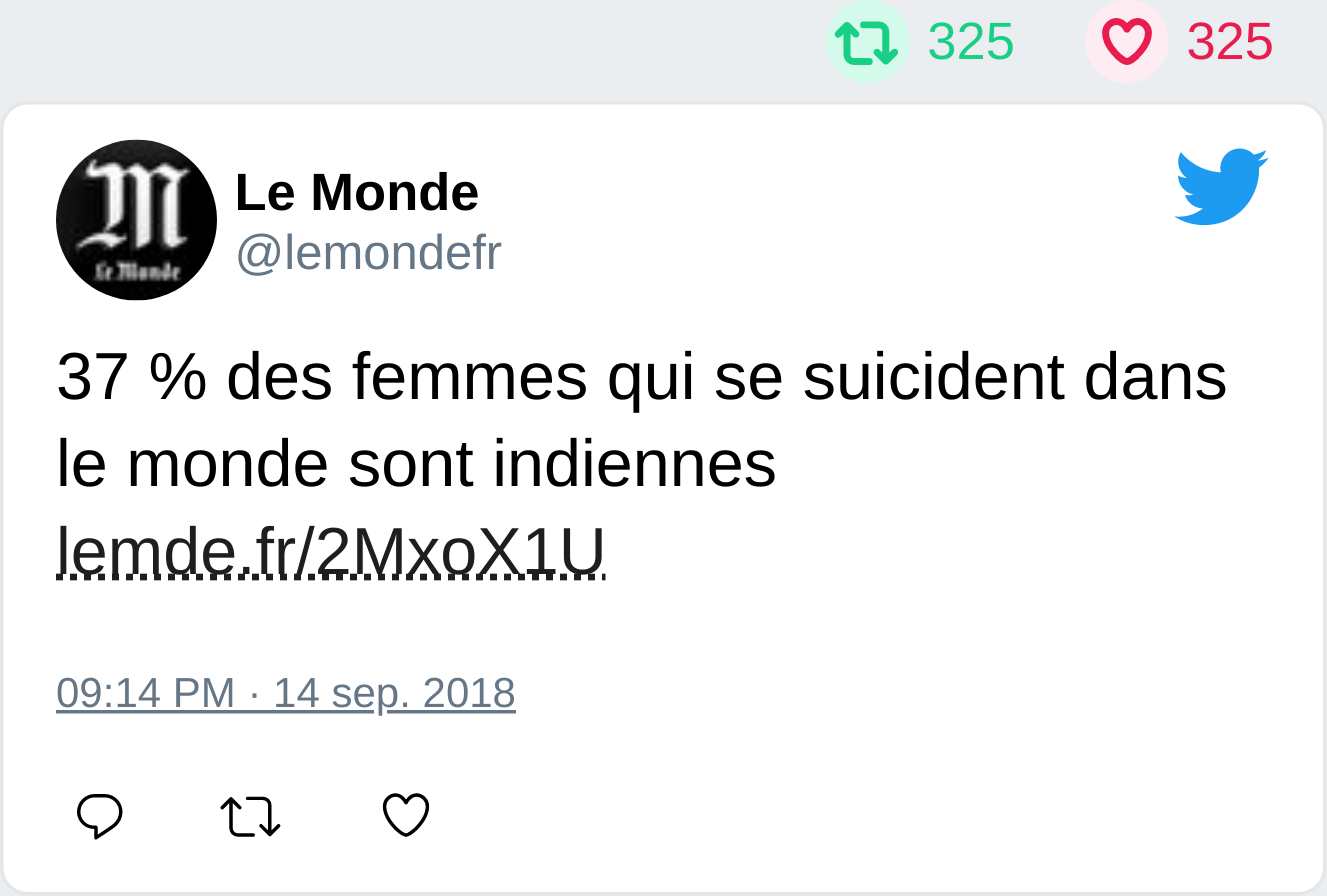 325 325
Le Monde
Le Monde
@lemondefr
37 % des femmes qui se suicident dans
le monde sont indiennes
lemde.fr/2MxoX1U
09:14 PM · 14 sep. 2018